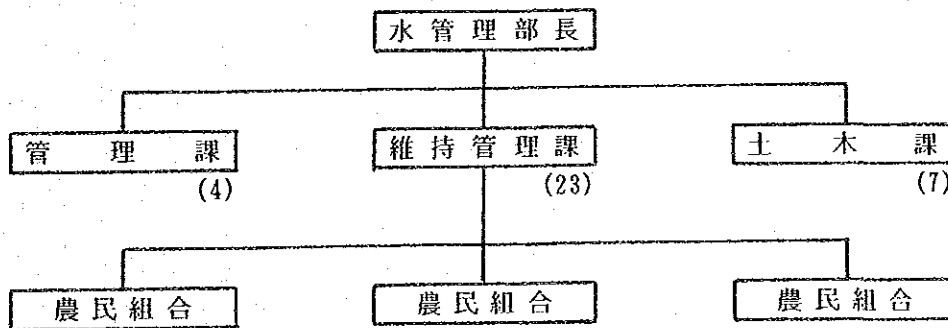 水管理部長
管理課 維持管理課 土木課
(4) (23) (7)
農民組合 農民組合 農民組合